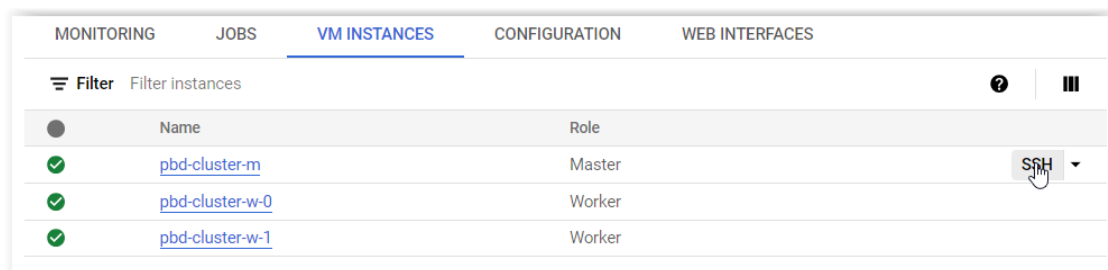 MONITORING JOBS VM INSTANCES CONFIGURATION WEB INTERFACES
Filter Filter instances
Name Role
pbd-cluster-m Master SSH
pbd-cluster-w-0 Worker
pbd-cluster-w-1 Worker